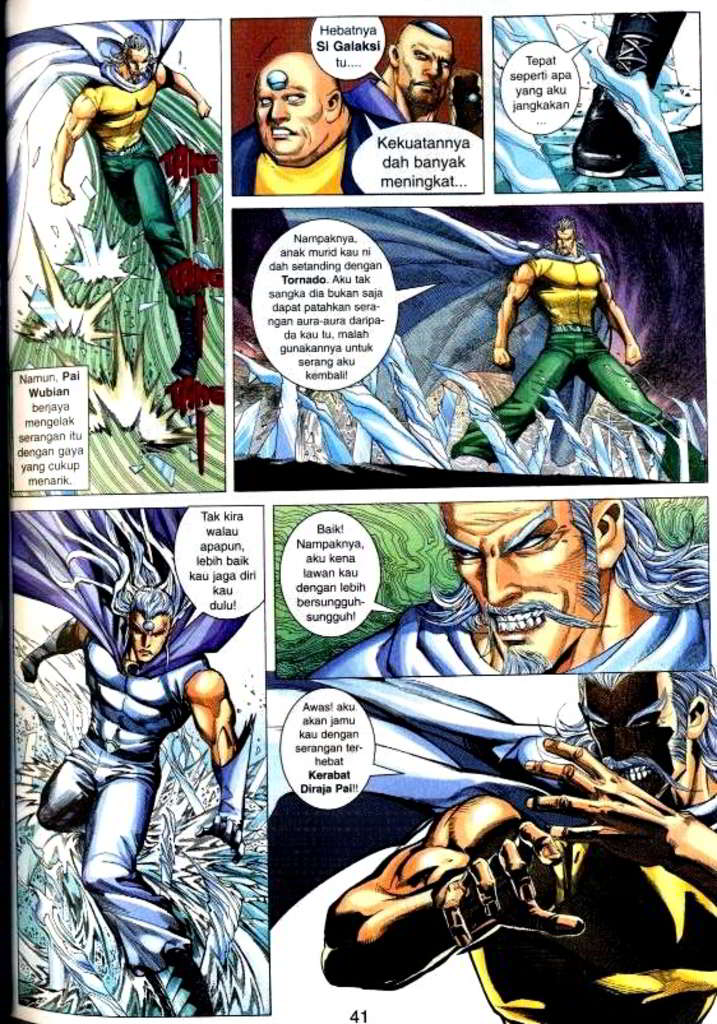 Namun, Pai
Wubian
berjaya
mengelak
serangan itu
dengan gaya
yang cukup
menarik.
Hebatnya
Si Galaksi
tu....
Kekuatannya
dah banyak
meningkat...
Tepat
seperti apa
yang aku
jangkakan
...
Nampaknya,
anak murid kau ni
dah setanding dengan
Tornado. Aku tak
sangka dia bukan saja
dapat patahkan sera-
ngan aura-aura daripa-
da kau tu, malah
gunakannya untuk
serang aku
kembali!
Tak kira
walau
apapun,
lebih baik
kau jaga diri
kau
dulu!
Baik!
Nampaknya,
aku kena
lawan kau
dengan lebih
bersungguh-
sungguh!
Awas! aku
akan jamu
kau dengan
serangan ter-
hebat
Kerabat
Diraja Pai!!
41